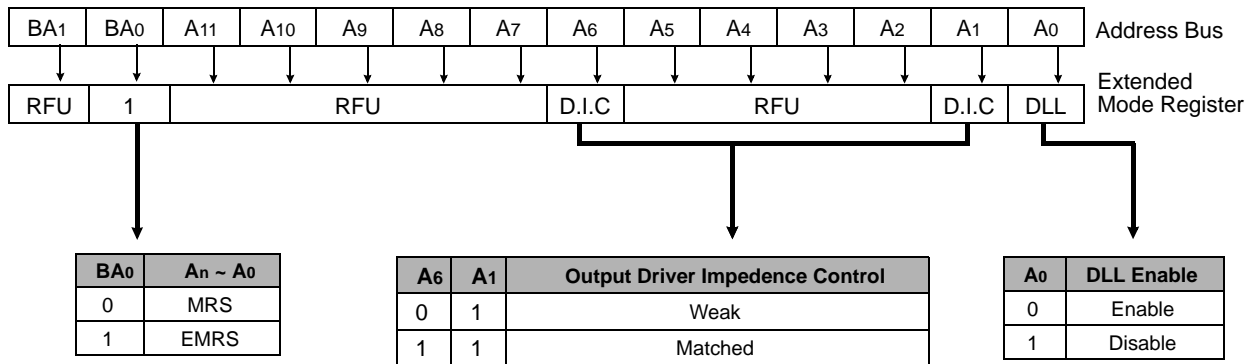 BA1 BA0 A11 A10 A9 A8 A7 A6 A5 A4 A3 A2 A1 A0 Address Bus
RFU 1 RFU D.I.C RFU D.I.C DLL Extended
Mode Register
BA0 An ~ A0
0 MRS
1 EMRS
A6 A1 Output Driver Impedence Control
0 1 Weak
1 1 Matched
A0 DLL Enable
0 Enable
1 Disable